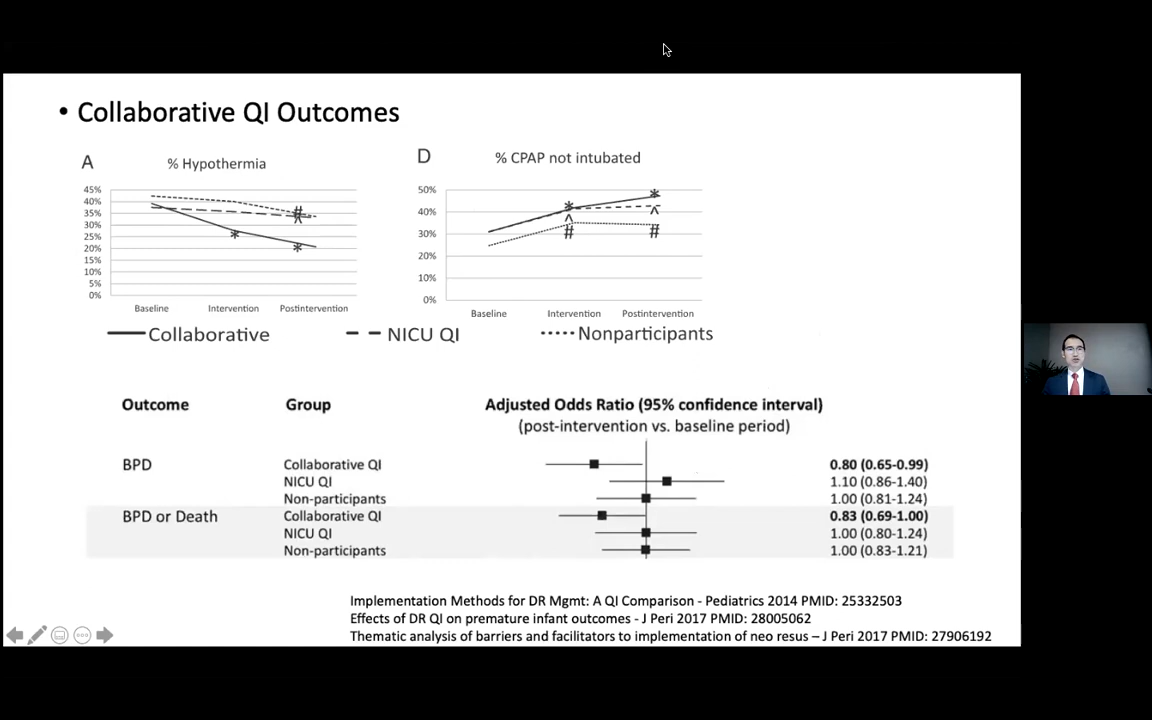 • Collaborative QI Outcomes
A % Hypothermia
45%
40%
35%
30%
25%
20%
15%
10%
5%
0%
# ^ * *
Baseline Intervention Postintervention
D % CPAP not intubated
50%
40%
30%
20%
10%
0%
* ^ # * ^ #
Baseline Intervention Postintervention
Collaborative NICU QI Nonparticipants
Outcome Group Adjusted Odds Ratio (95% confidence interval)
(post-intervention vs. baseline period)
BPD Collaborative QI 0.80 (0.65-0.99)
NICU QI 1.10 (0.86-1.40)
Non-participants 1.00 (0.81-1.24)
BPD or Death Collaborative QI 0.83 (0.69-1.00)
NICU QI 1.00 (0.80-1.24)
Non-participants 1.00 (0.83-1.21)
Implementation Methods for DR Mgmt: A QI Comparison - Pediatrics 2014 PMID: 25332503
Effects of DR QI on premature infant outcomes - J Peri 2017 PMID: 28005062
Thematic analysis of barriers and facilitators to implementation of neo resus – J Peri 2017 PMID: 27906192